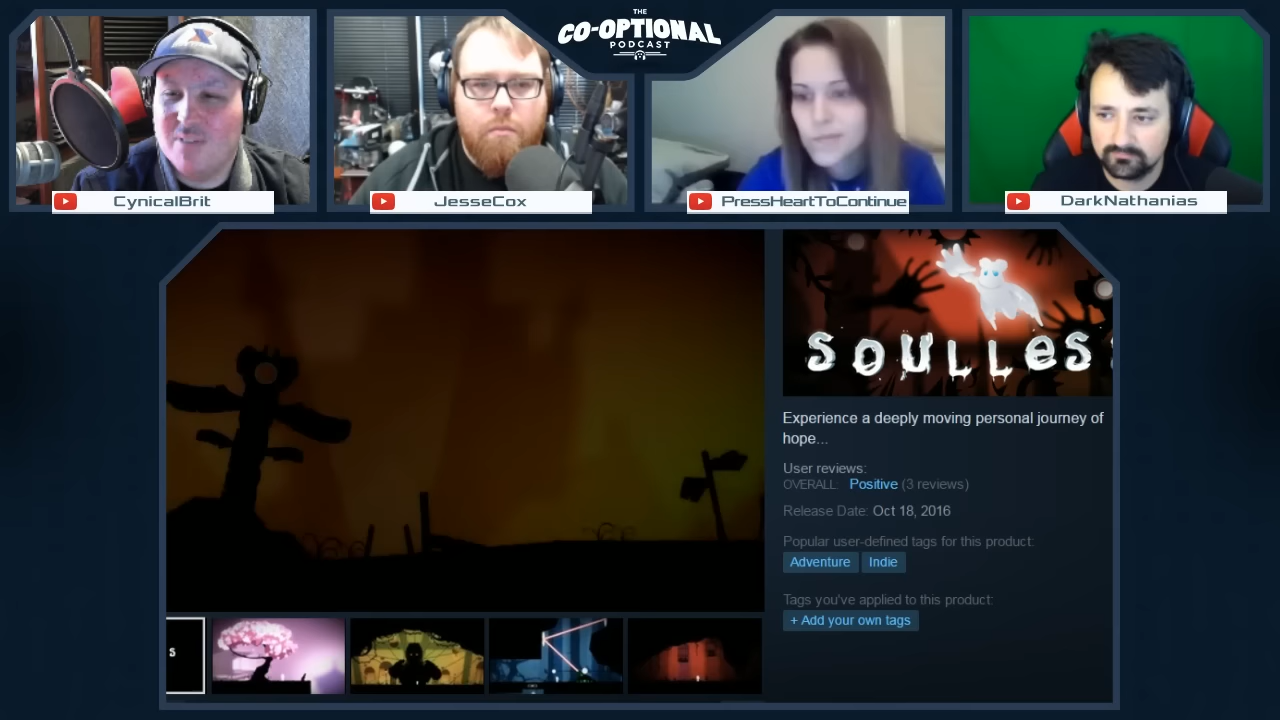 THE
CO-OPTIONAL
PODCAST
CynicalBrit
JesseCox
PressHeartToContinue
DarkNathanias
SOULLESS
Experience a deeply moving personal journey of
hope...
User reviews:
OVERALL: Positive (3 reviews)
Release Date: Oct 18, 2016
Popular user-defined tags for this product:
Adventure Indie
Tags you've applied to this product:
+ Add your own tags
s